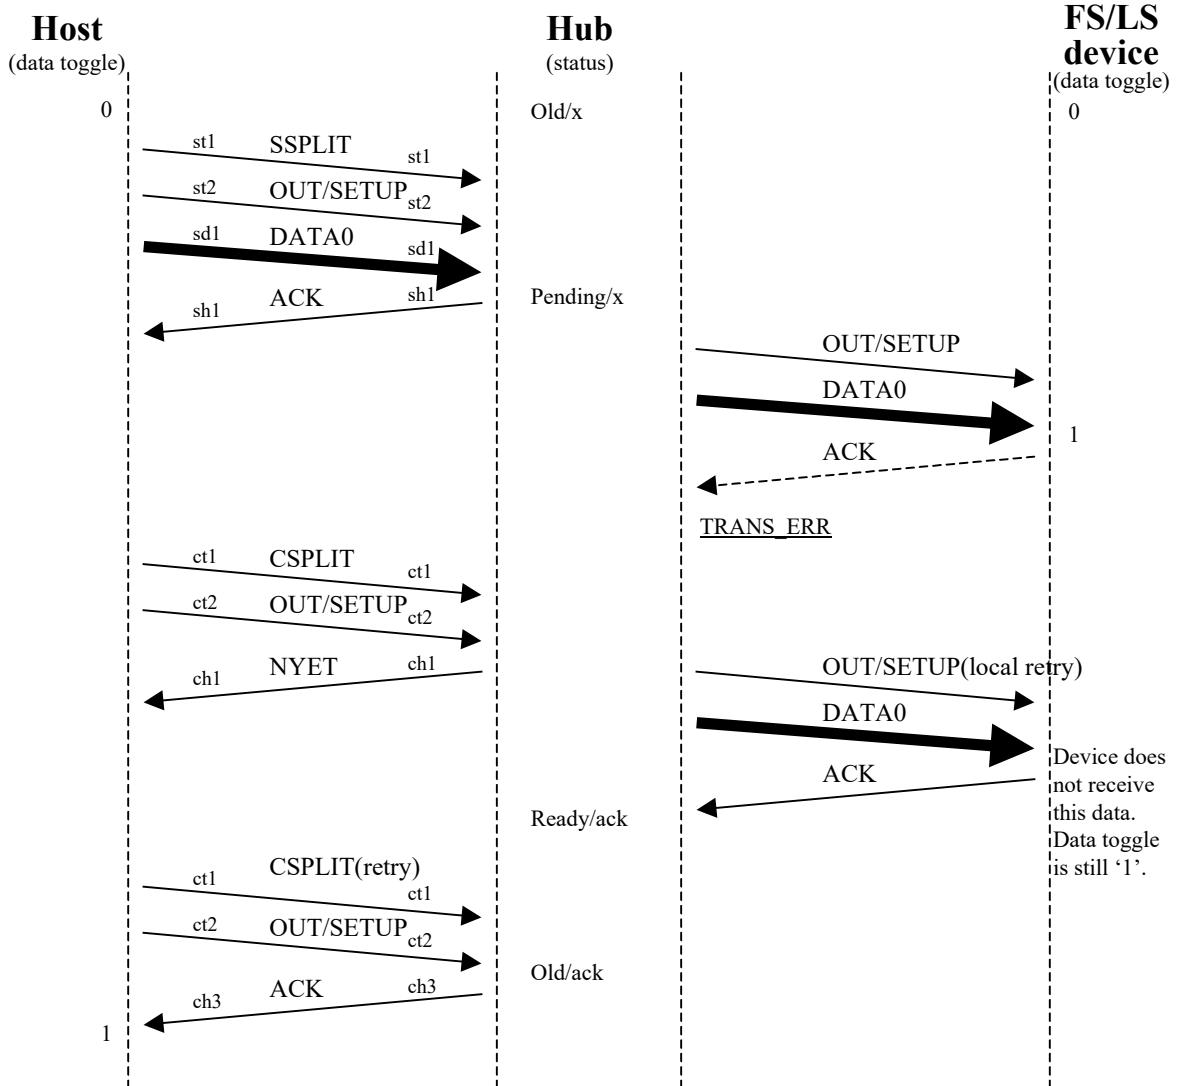 Host
(data toggle)
Hub
(status)
FS/LS
device
(data toggle)
0
Old/x
0
st1 SSPLIT st1
st2 OUT/SETUP st2
sd1 DATA0 sd1
ACK sh1
sh1
Pending/x
OUT/SETUP
DATA0
1
ACK
TRANS_ERR
ct1 CSPLIT ct1
ct2 OUT/SETUP ct2
NYET ch1
ch1
OUT/SETUP(local retry)
DATA0
ACK
Device does
not receive
this data.
Data toggle
is still ‘1’.
Ready/ack
CSPLIT(retry)
ct1 ct1
ct2 OUT/SETUP ct2
Old/ack
ACK ch3
ch3
1